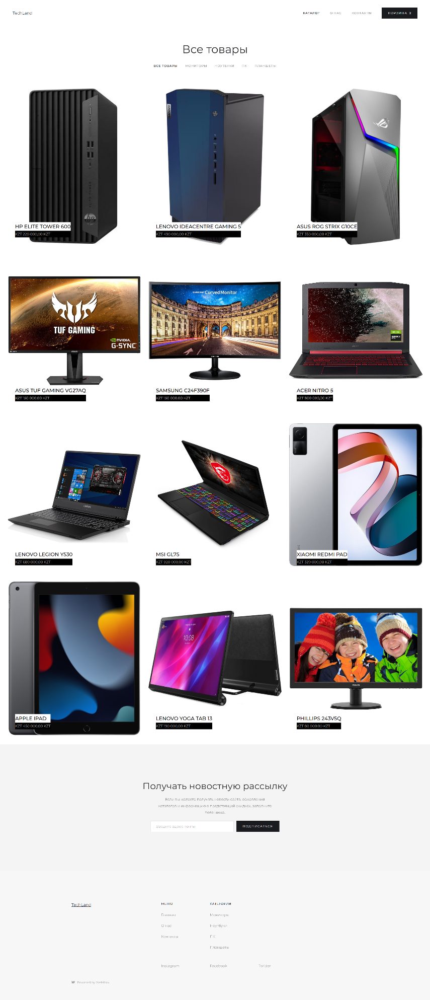 TechLand
КАТАЛОГ
О НАС
КОНТАКТЫ
КОРЗИНА 2
Все товары
ВСЕ ТОВАРЫ
МОНИТОРЫ
НОУТБУКИ
ПК
ПЛАНШЕТЫ
HP ELITE TOWER 600
KZT 220 000,00 KZT
LENOVO IDEACENTRE GAMING 5
KZT 490 000,00 KZT
ASUS ROG STRIX G10CE
KZT 350 000,00 KZT
TUF GAMING
NVIDIA.
G-SYNC
SAMSUNG Curved Monitor
ASUS TUF GAMING VG27AQ
KZT 150 000,00 KZT
SAMSUNG C24F390F
KZT 150 000,00 KZT
ACER NITRO 5
KZT 800 000,00 KZT
LENOVO LEGION Y530
KZT 680 000,00 KZT
MSI GL75
KZT 920 000,00 KZT
XIAOMI REDMI PAD
KZT 320 000,00 KZT
10:08
PHILIPS
APPLE IPAD
KZT 450 000,00 KZT
LENOVO YOGA TAB 13
KZT 190 000,00 KZT
PHILLIPS 243V5Q
KZT 80 000,00 KZT
Получать новостную рассылку
Если вы желаете получать новости сайта, обновления
каталогов и информацию о предстоящий скидках, заполните
поле ниже.
Введите адрес почты
ПОДПИСАТЬСЯ
TechLand
МЕНЮ
Главная
О нас
Контакты
КАТЕГОРИИ
Мониторы
Ноутбуки
ПК
Планшеты
Instagram
Facebook
Twitter
Powered by Webflow